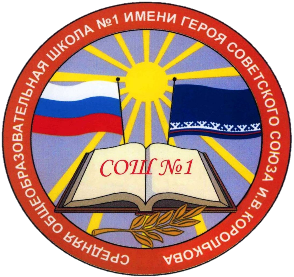 СРЕДНЯЯ ОБЩЕОБРАЗОВАТЕЛЬНАЯ ШКОЛА №1 ИМЕНИ ГЕРОЯ СОВЕТСКОГО СОЮЗА И.В. КОРОЛЬКОВА
СОШ №1